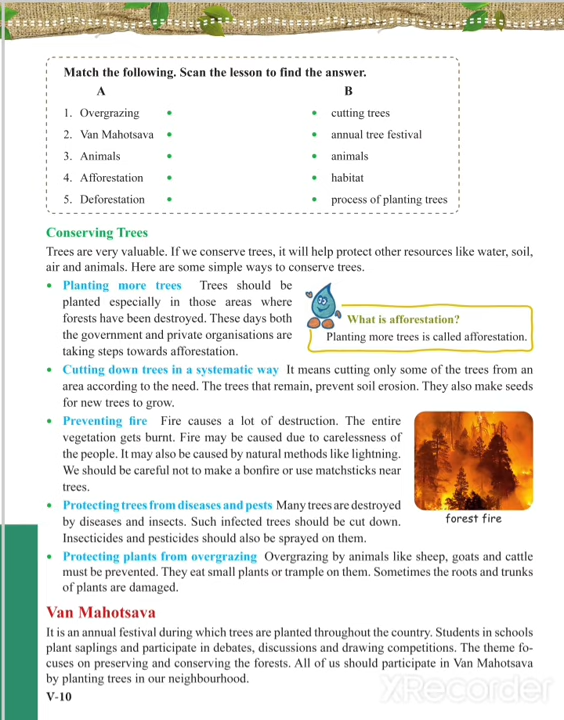 Match the following. Scan the lesson to find the answer.
A B
1. Overgrazing • • cutting trees
2. Van Mahotsava • • annual tree festival
3. Animals • • animals
4. Afforestation • • habitat
5. Deforestation • • process of planting trees
Conserving Trees
Trees are very valuable. If we conserve trees, it will help protect other resources like water, soil,
air and animals. Here are some simple ways to conserve trees.
• Planting more trees Trees should be
planted especially in those areas where
forests have been destroyed. These days both
the government and private organisations are
taking steps towards afforestation.
What is afforestation?
Planting more trees is called afforestation.
• Cutting down trees in a systematic way It means cutting only some of the trees from an
area according to the need. The trees that remain, prevent soil erosion. They also make seeds
for new trees to grow.
• Preventing fire Fire causes a lot of destruction. The entire
vegetation gets burnt. Fire may be caused due to carelessness of
the people. It may also be caused by natural methods like lightning.
We should be careful not to make a bonfire or use matchsticks near
trees.
forest fire
• Protecting trees from diseases and pests Many trees are destroyed
by diseases and insects. Such infected trees should be cut down.
Insecticides and pesticides should also be sprayed on them.
• Protecting plants from overgrazing Overgrazing by animals like sheep, goats and cattle
must be prevented. They eat small plants or trample on them. Sometimes the roots and trunks
of plants are damaged.
Van Mahotsava
It is an annual festival during which trees are planted throughout the country. Students in schools
plant saplings and participate in debates, discussions and drawing competitions. The theme fo-
cuses on preserving and conserving the forests. All of us should participate in Van Mahotsava
by planting trees in our neighbourhood.
V-10
XRecorder